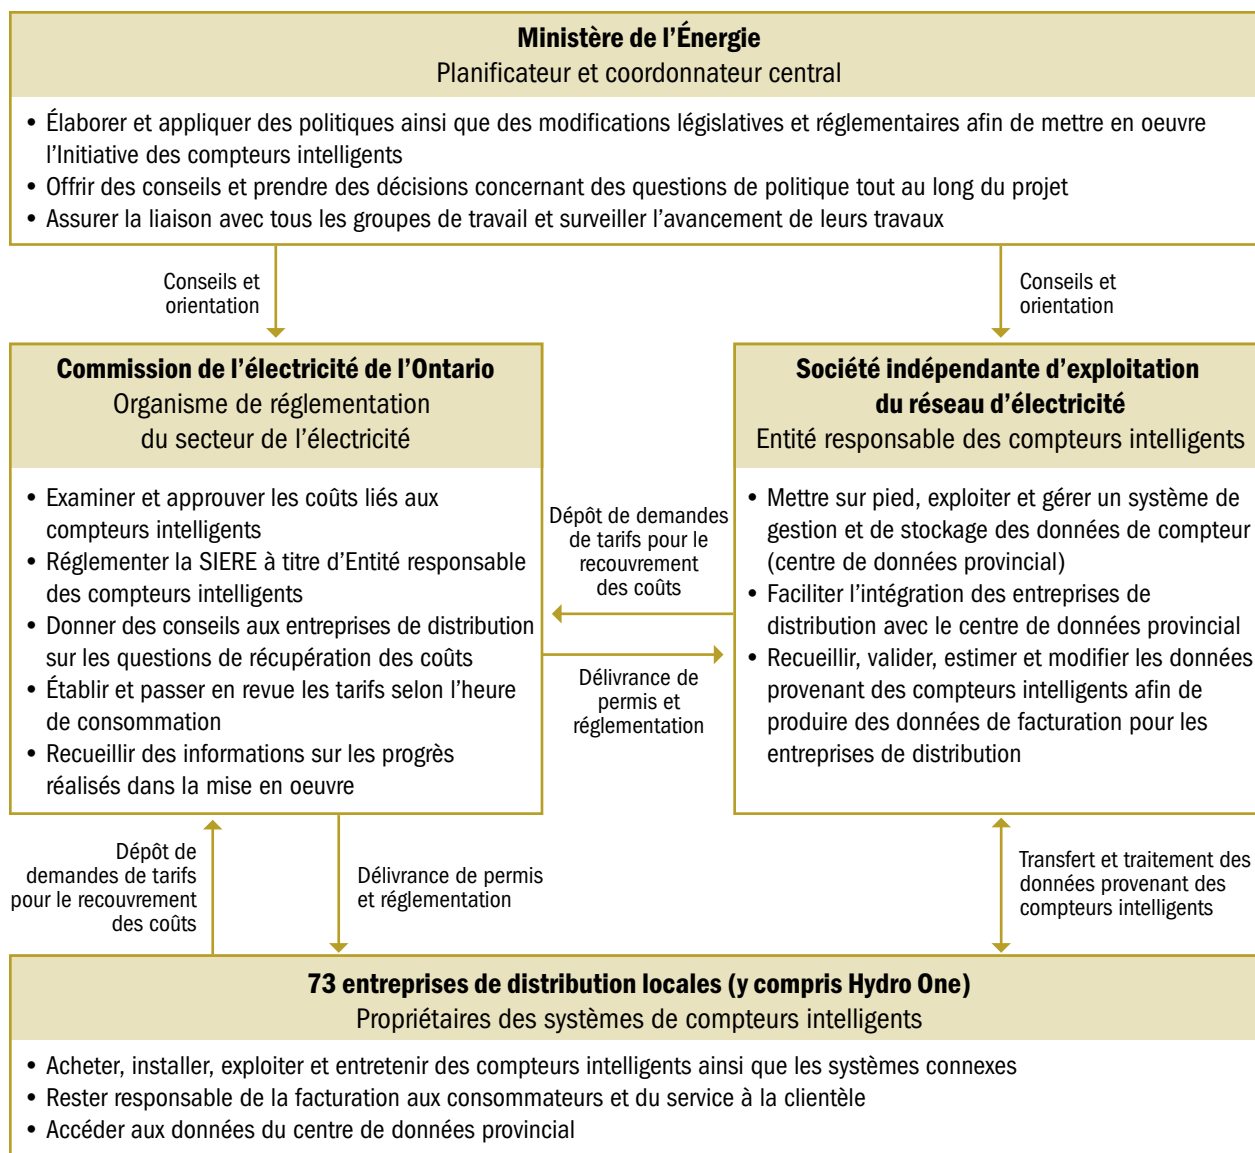 Ministère de l'Énergie
Planificateur et coordonnateur central
• Élaborer et appliquer des politiques ainsi que des modifications législatives et réglementaires afin de mettre en oeuvre
l'Initiative des compteurs intelligents
• Offrir des conseils et prendre des décisions concernant des questions de politique tout au long du projet
• Assurer la liaison avec tous les groupes de travail et surveiller l'avancement de leurs travaux
Conseils et
orientation
Conseils et
orientation
Commission de l'électricité de l'Ontario
Organisme de réglementation
du secteur de l'électricité
• Examiner et approuver les coûts liés aux
compteurs intelligents
• Réglementer la SIERE à titre d'Entité responsable
des compteurs intelligents
• Donner des conseils aux entreprises de distribution
sur les questions de récupération des coûts
• Établir et passer en revue les tarifs selon l'heure
de consommation
• Recueillir des informations sur les progrès
réalisés dans la mise en oeuvre
Dépôt de demandes
de tarifs pour le
recouvrement
des coûts
Délivrance de
permis et
réglementation
Société indépendante d'exploitation
du réseau d'électricité
Entité responsable des compteurs intelligents
• Mettre sur pied, exploiter et gérer un système de
gestion et de stockage des données de compteur
(centre de données provincial)
• Faciliter l'intégration des entreprises de
distribution avec le centre de données provincial
• Recueillir, valider, estimer et modifier les données
provenant des compteurs intelligents afin de
produire des données de facturation pour les
entreprises de distribution
Dépôt de
demandes de tarifs
pour le recouvrement
des coûts
Délivrance de permis
et réglementation
Transfert et traitement des
données provenant des
compteurs intelligents
73 entreprises de distribution locales (y compris Hydro One)
Propriétaires des systèmes de compteurs intelligents
• Acheter, installer, exploiter et entretenir des compteurs intelligents ainsi que les systèmes connexes
• Rester responsable de la facturation aux consommateurs et du service à la clientèle
• Accéder aux données du centre de données provincial